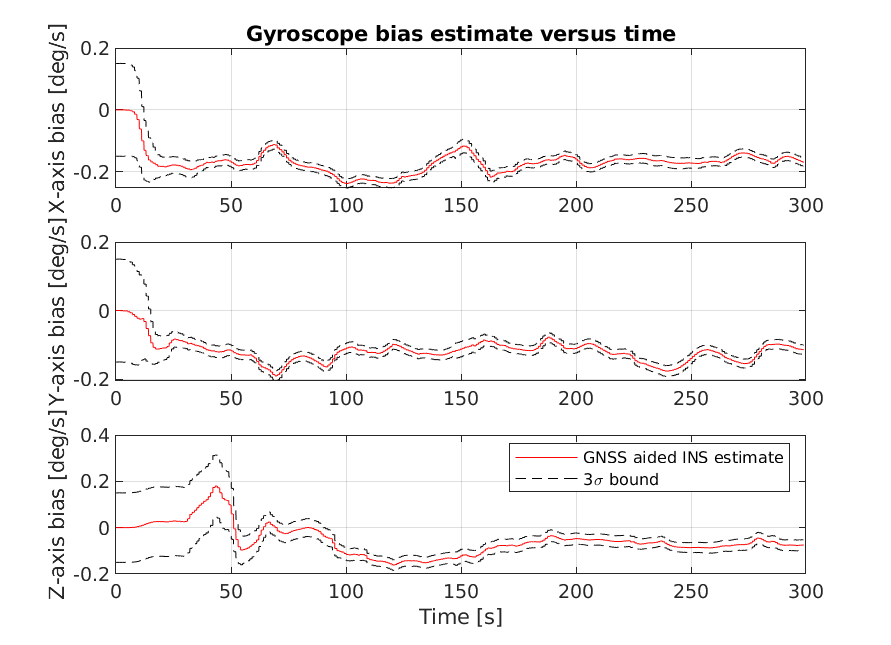 Gyroscope bias estimate versus time
X-axis bias [deg/s]
0.2
0
-0.2
0 50 100 150 200 250 300
Y-axis bias [deg/s]
0.2
0
-0.2
0 50 100 150 200 250 300
Z-axis bias [deg/s]
0.4
0.2
0
-0.2
GNSS aided INS estimate
3σ bound
0 50 100 150 200 250 300
Time [s]